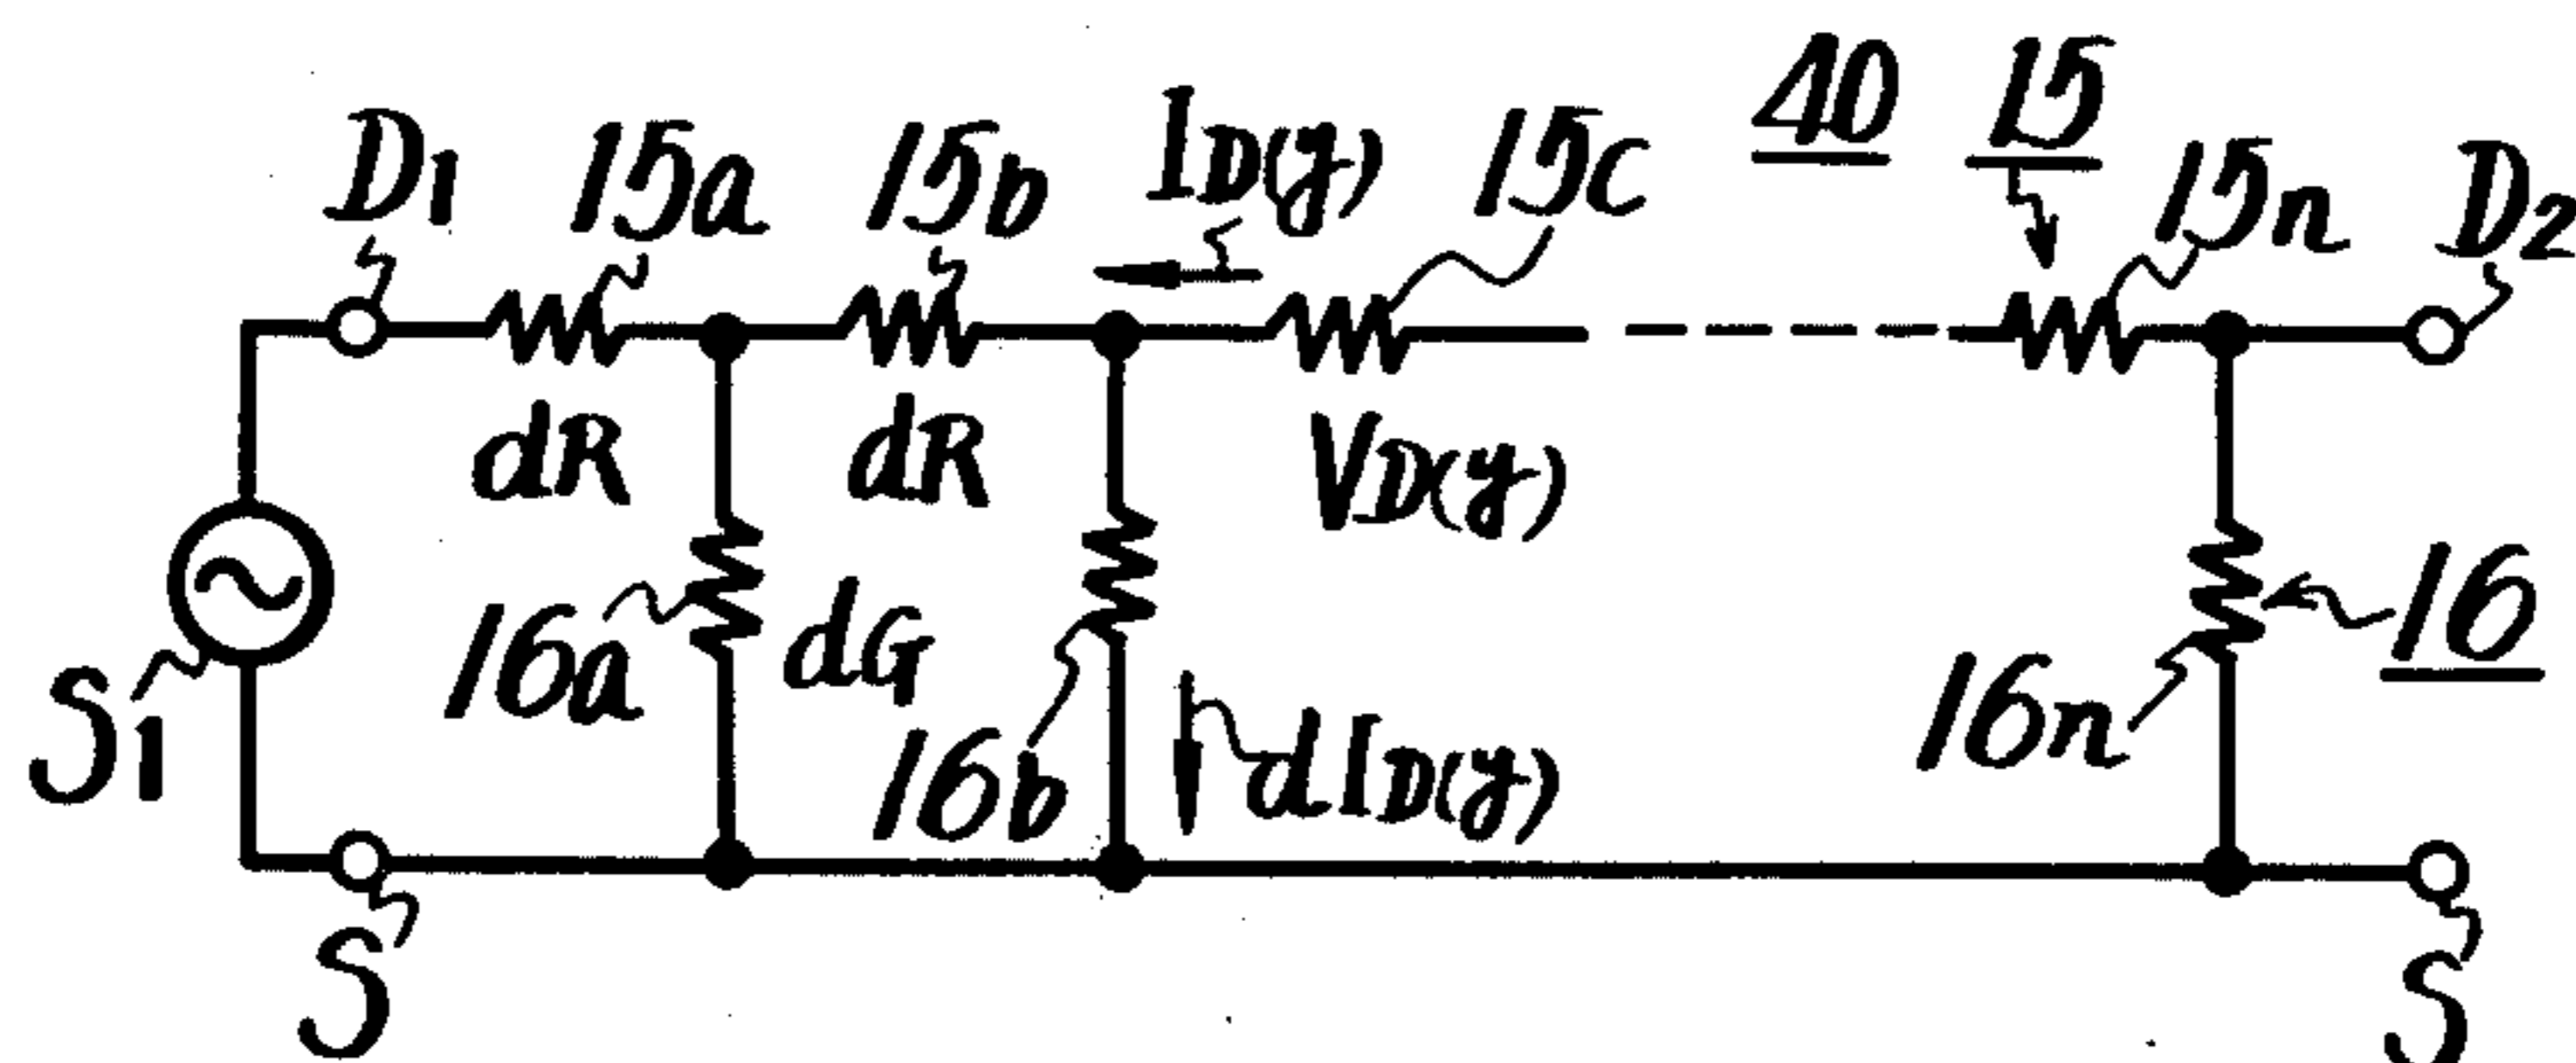 D1 15a 15b ID(y) 15c 40 15 15n D2
dR dR VD(y)
S1 16a dG 16b dID(y) 16n 16
S S